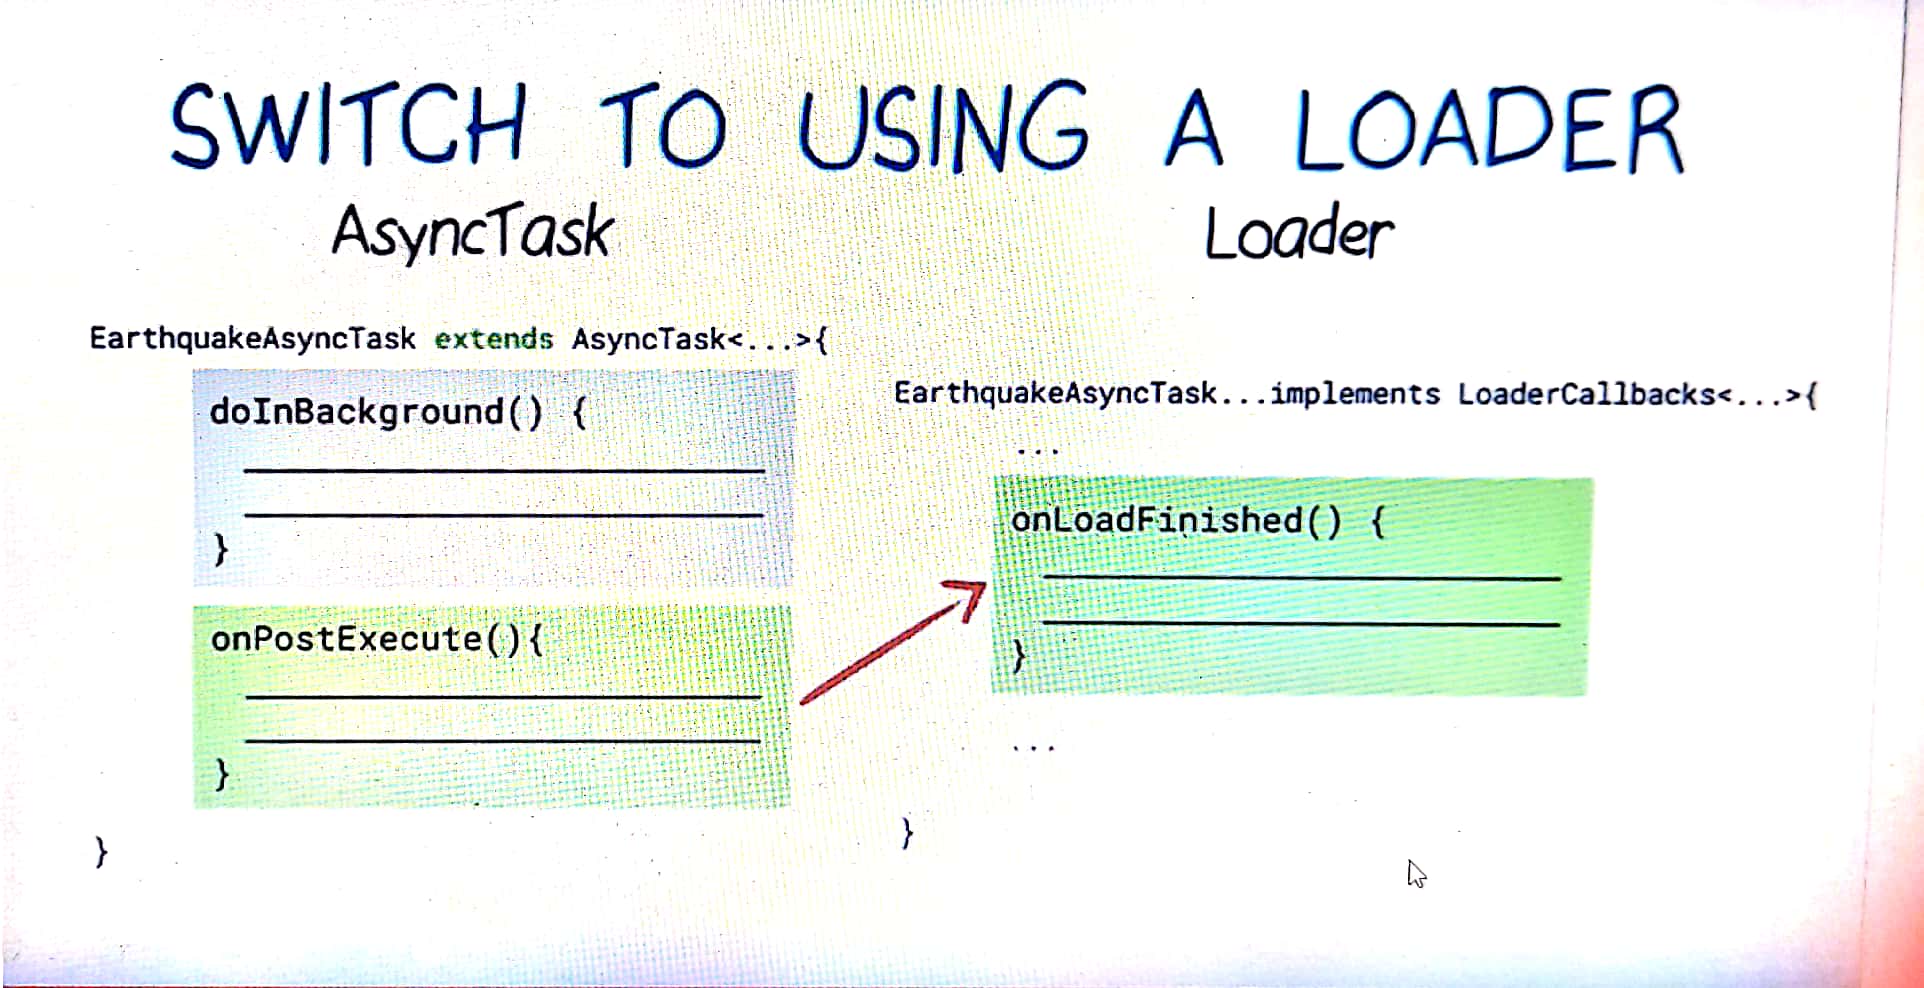 SWITCH TO USING A LOADER
AsyncTask
EarthquakeAsyncTask extends AsyncTask<...>{
doInBackground() {
}
onPostExecute(){
}
}
Loader
EarthquakeAsyncTask...implements LoaderCallbacks<...>{
...
onLoadFinished() {
}
...
}